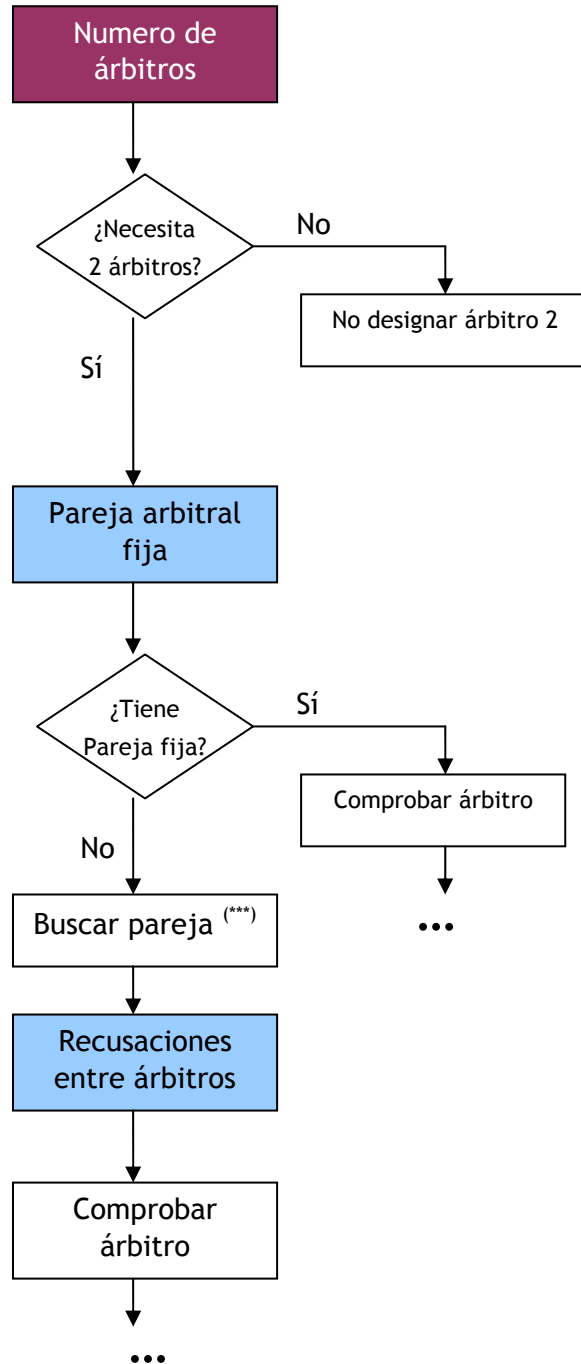 Numero de
árbitros
¿Necesita
2 árbitros?
No
No designar árbitro 2
Sí
Pareja arbitral
fija
¿Tiene
Pareja fija?
Sí
Comprobar árbitro
...
No
Buscar pareja (***)
Recusaciones
entre árbitros
Comprobar
árbitro
...